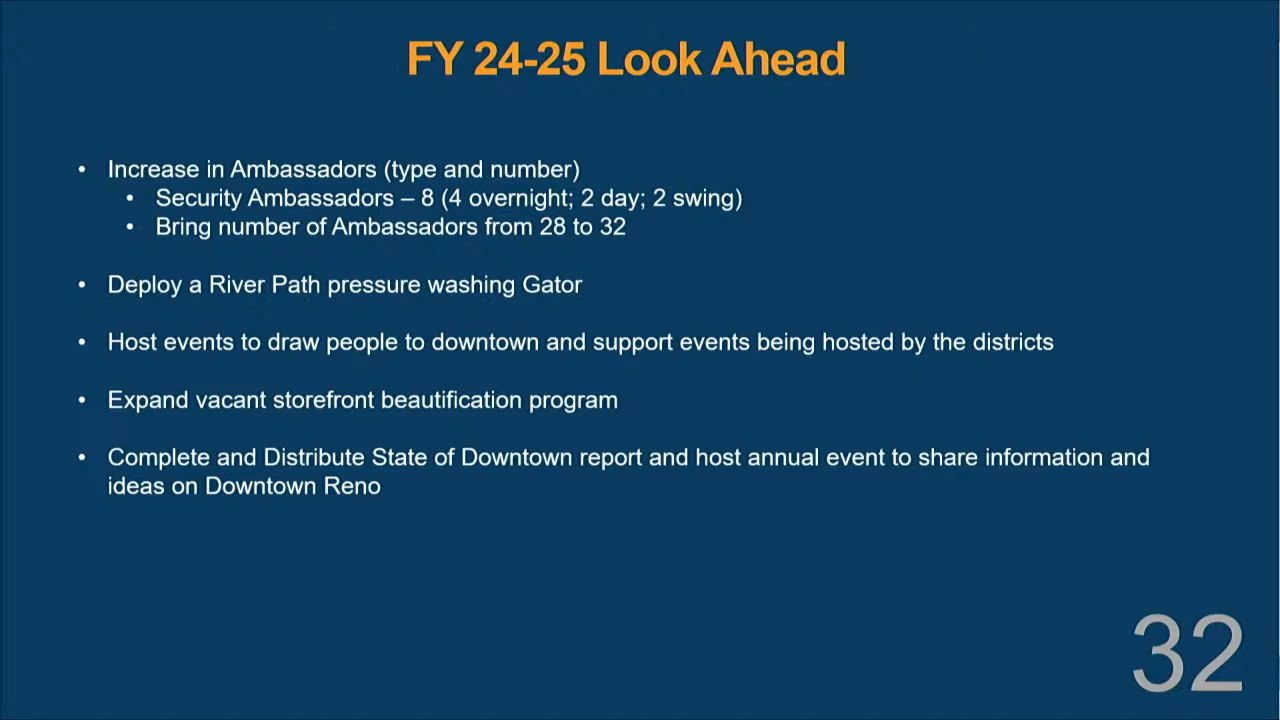 FY 24-25 Look Ahead
• Increase in Ambassadors (type and number)
• Security Ambassadors – 8 (4 overnight; 2 day; 2 swing)
• Bring number of Ambassadors from 28 to 32
• Deploy a River Path pressure washing Gator
• Host events to draw people to downtown and support events being hosted by the districts
• Expand vacant storefront beautification program
• Complete and Distribute State of Downtown report and host annual event to share information and
ideas on Downtown Reno
32